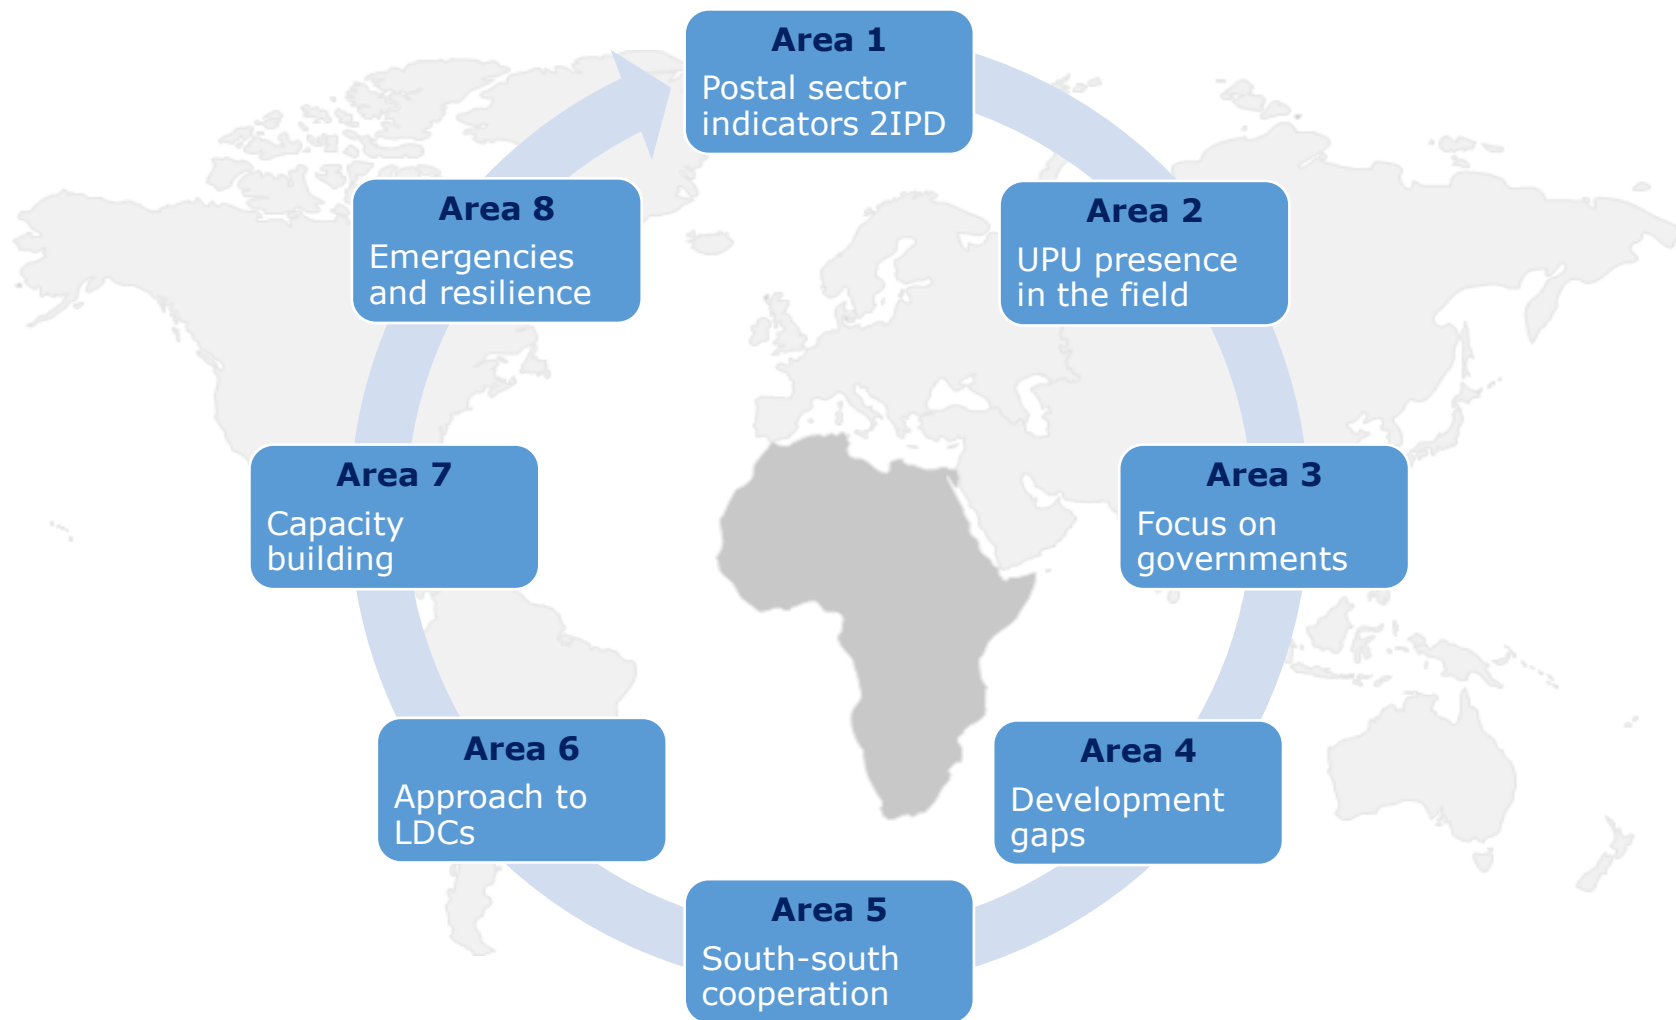 Area 1
Postal sector
indicators 2IPD
Area 2
UPU presence
in the field
Area 3
Focus on
governments
Area 4
Development
gaps
Area 5
South-south
cooperation
Area 6
Approach to
LDCs
Area 7
Capacity
building
Area 8
Emergencies
and resilience